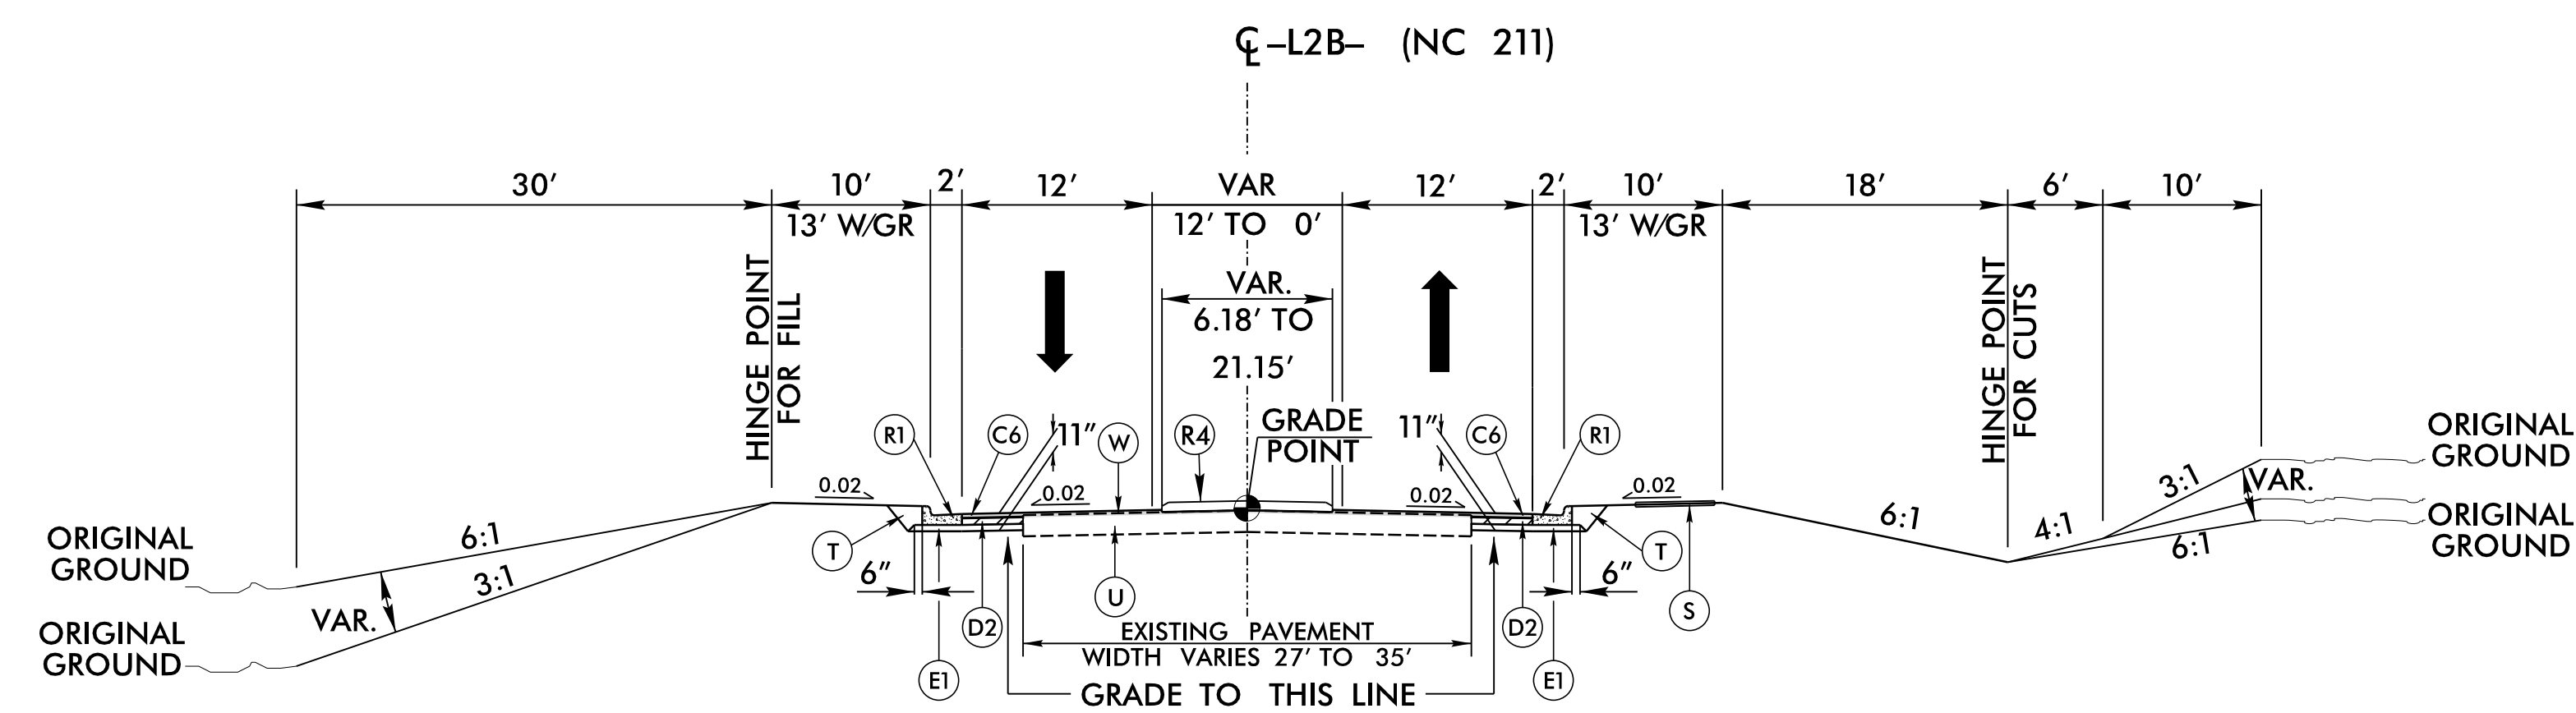 ℄ –L2B– (NC 211)
30′ 10′ 2′ 12′ VAR 12′ 2′ 10′ 18′ 6′ 10′
13′ W/GR 12′ TO 0′ 13′ W/GR
VAR.
6.18′ TO
21.15′
HINGE POINT
FOR FILL
HINGE POINT
FOR CUTS
GRADE
POINT
R1 C6 11″ W R4 11″ C6 R1
0.02 0.02 0.02 0.02
ORIGINAL
GROUND
6:1
3:1
VAR.
ORIGINAL
GROUND
T 6″ E1 D2 U D2 E1 6″ T S
6:1 4:1 3:1 6:1
VAR.
ORIGINAL
GROUND
ORIGINAL
GROUND
EXISTING PAVEMENT
WIDTH VARIES 27′ TO 35′
GRADE TO THIS LINE